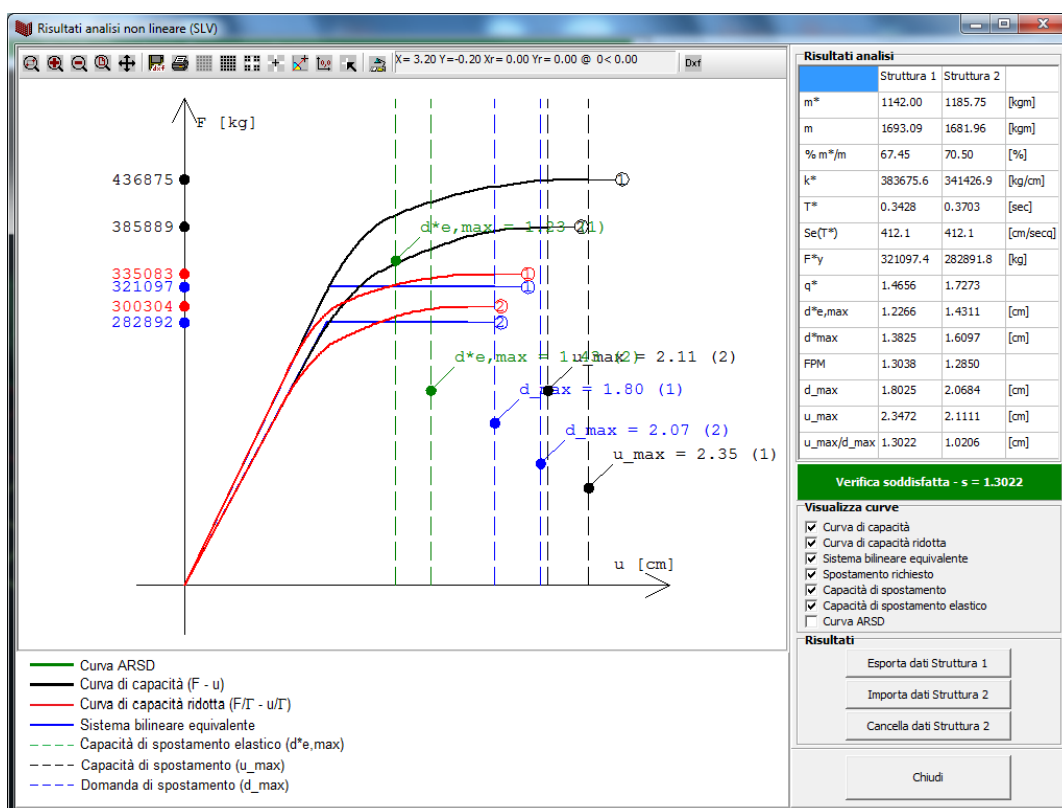 Risultati analisi non lineare (SLV)
X= 3.20 Y=-0.20 Xr= 0.00 Yr= 0.00 @ 0< 0.00
Dxf
F [kg]
436875
385889
335083
321097
300304
282892
1
2
1
1
2
2
d*e,max = 1.23 (1)
d*e,max = 1.43 (2)
u_max = 2.11 (2)
d_max = 1.80 (1)
d_max = 2.07 (2)
u_max = 2.35 (1)
u [cm]
Curva ARSD
Curva di capacità (F - u)
Curva di capacità ridotta (F/Γ - u/Γ)
Sistema bilineare equivalente
Capacità di spostamento elastico (d*e,max)
Capacità di spostamento (u_max)
Domanda di spostamento (d_max)
Risultati analisi
Struttura 1 Struttura 2
m* 1142.00 1185.75 [kgm]
m 1693.09 1681.96 [kgm]
% m*/m 67.45 70.50 [%]
k* 383675.6 341426.9 [kg/cm]
T* 0.3428 0.3703 [sec]
Se(T*) 412.1 412.1 [cm/secq]
F*y 321097.4 282891.8 [kg]
q* 1.4656 1.7273
d*e,max 1.2266 1.4311 [cm]
d*max 1.3825 1.6097 [cm]
FPM 1.3038 1.2850
d_max 1.8025 2.0684 [cm]
u_max 2.3472 2.1111 [cm]
u_max/d_max 1.3022 1.0206 [cm]
Verifica soddisfatta - s = 1.3022
Visualizza curve
Curva di capacità
Curva di capacità ridotta
Sistema bilineare equivalente
Spostamento richiesto
Capacità di spostamento
Capacità di spostamento elastico
Curva ARSD
Risultati
Esporta dati Struttura 1
Importa dati Struttura 2
Cancella dati Struttura 2
Chiudi